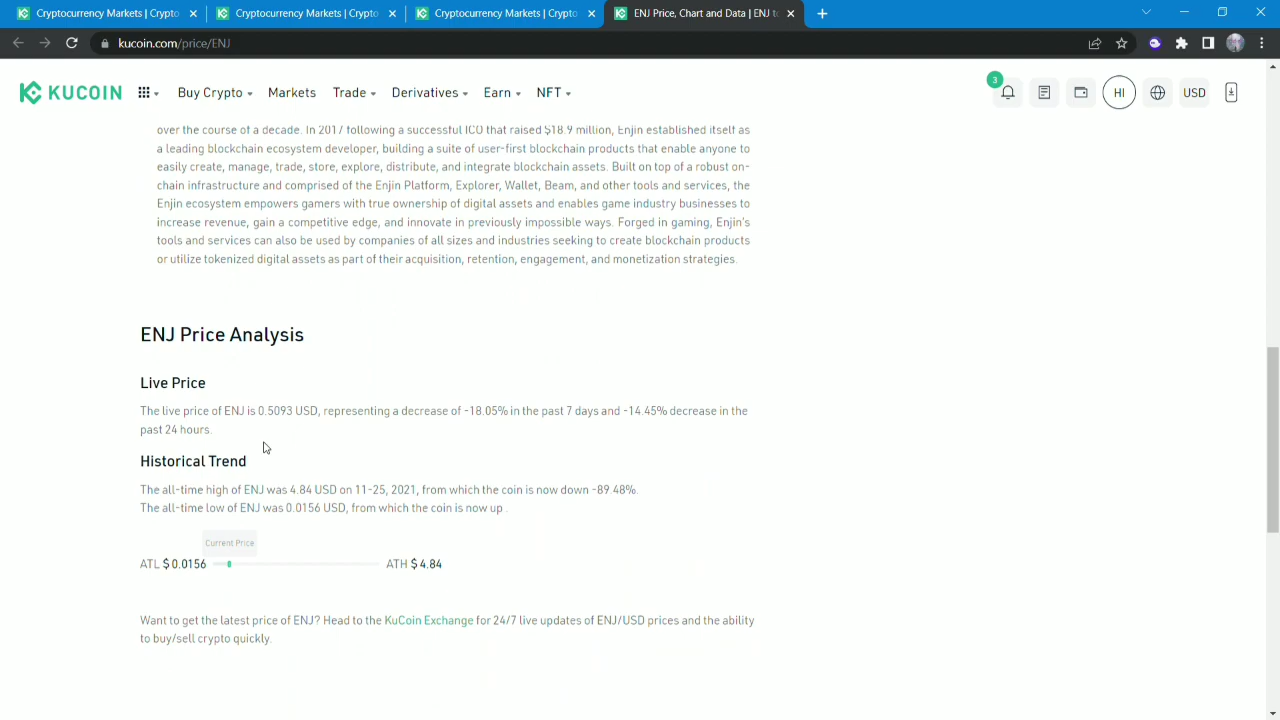 Cryptocurrency Markets | Crypto
Cryptocurrency Markets | Crypto
Cryptocurrency Markets | Crypto
ENJ Price, Chart and Data | ENJ to
kucoin.com/price/ENJ
KUCOIN
Buy Crypto
Markets
Trade
Derivatives
Earn
NFT
3
HI
USD
over the course of a decade. In 2017 following a successful ICO that raised $18.9 million, Enjin established itself as
a leading blockchain ecosystem developer, building a suite of user-first blockchain products that enable anyone to
easily create, manage, trade, store, explore, distribute, and integrate blockchain assets. Built on top of a robust on-
chain infrastructure and comprised of the Enjin Platform, Explorer, Wallet, Beam, and other tools and services, the
Enjin ecosystem empowers gamers with true ownership of digital assets and enables game industry businesses to
increase revenue, gain a competitive edge, and innovate in previously impossible ways. Forged in gaming, Enjin's
tools and services can also be used by companies of all sizes and industries seeking to create blockchain products
or utilize tokenized digital assets as part of their acquisition, retention, engagement, and monetization strategies.
ENJ Price Analysis
Live Price
The live price of ENJ is 0.5093 USD, representing a decrease of -18.05% in the past 7 days and -14.45% decrease in the
past 24 hours.
Historical Trend
The all-time high of ENJ was 4.84 USD on 11-25, 2021, from which the coin is now down -89.48%.
The all-time low of ENJ was 0.0156 USD, from which the coin is now up .
Current Price
ATL $ 0.0156
ATH $ 4.84
Want to get the latest price of ENJ? Head to the KuCoin Exchange for 24/7 live updates of ENJ/USD prices and the ability
to buy/sell crypto quickly.